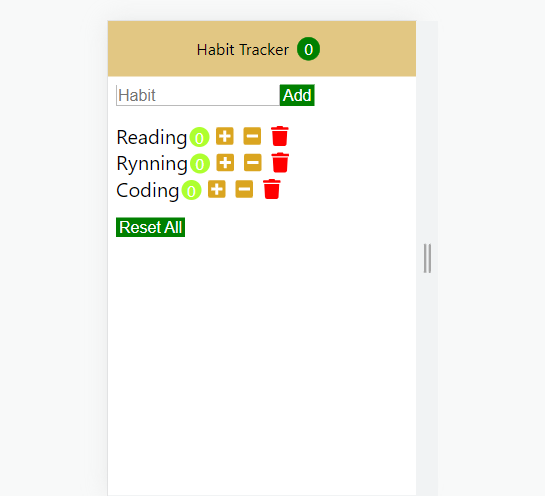 Habit Tracker 0
Habit Add
Reading 0
Rynning 0
Coding 0
Reset All